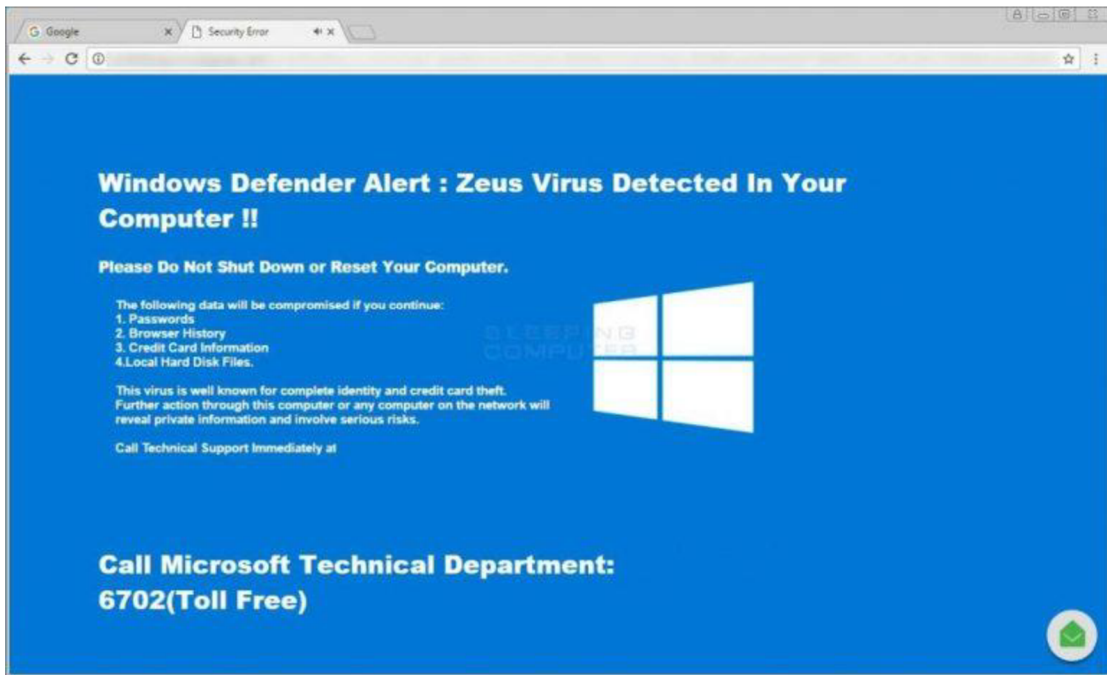 Google
Security Error
Windows Defender Alert : Zeus Virus Detected In Your
Computer !!
Please Do Not Shut Down or Reset Your Computer.
The following data will be compromised if you continue:
1. Passwords
2. Browser History
3. Credit Card Information
4.Local Hard Disk Files.
BLEEPING
COMPUTER
This virus is well known for complete identity and credit card theft.
Further action through this computer or any computer on the network will
reveal private information and involve serious risks.
Call Technical Support Immediately at
Call Microsoft Technical Department:
6702(Toll Free)